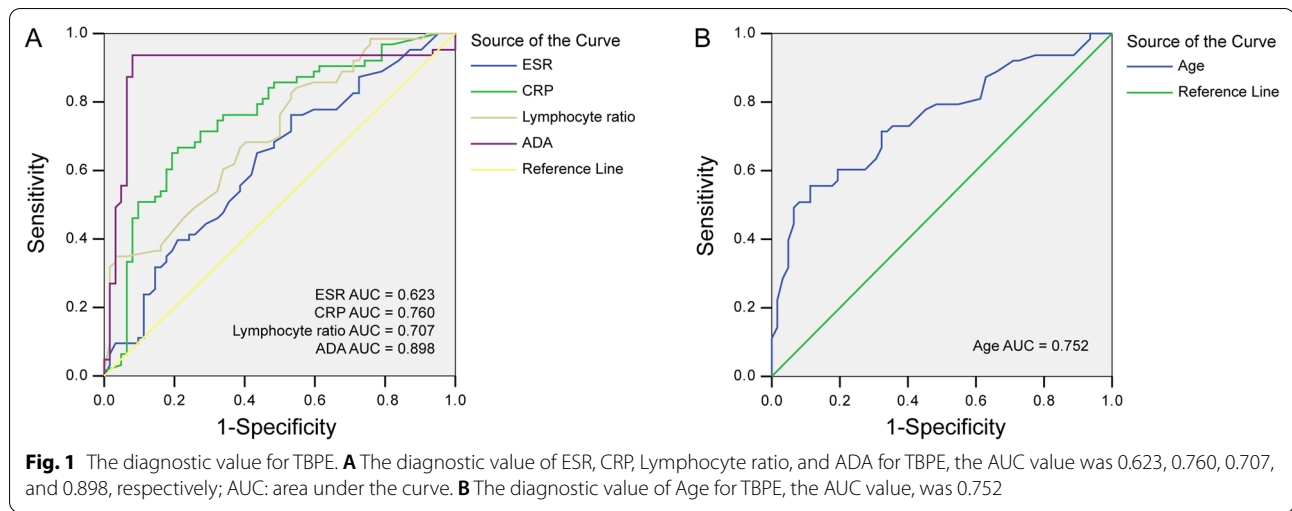 A
Sensitivity
1.0
0.8
0.6
0.4
0.2
0.0
0.0 0.2 0.4 0.6 0.8 1.0
1-Specificity
ESR AUC = 0.623
CRP AUC = 0.760
Lymphocyte ratio AUC = 0.707
ADA AUC = 0.898
Source of the Curve
ESR
CRP
Lymphocyte ratio
ADA
Reference Line
B
Sensitivity
1.0
0.8
0.6
0.4
0.2
0.0
0.0 0.2 0.4 0.6 0.8 1.0
1-Specificity
Age AUC = 0.752
Source of the Curve
Age
Reference Line
Fig. 1 The diagnostic value for TBPE. A The diagnostic value of ESR, CRP, Lymphocyte ratio, and ADA for TBPE, the AUC value was 0.623, 0.760, 0.707,
and 0.898, respectively; AUC: area under the curve. B The diagnostic value of Age for TBPE, the AUC value, was 0.752